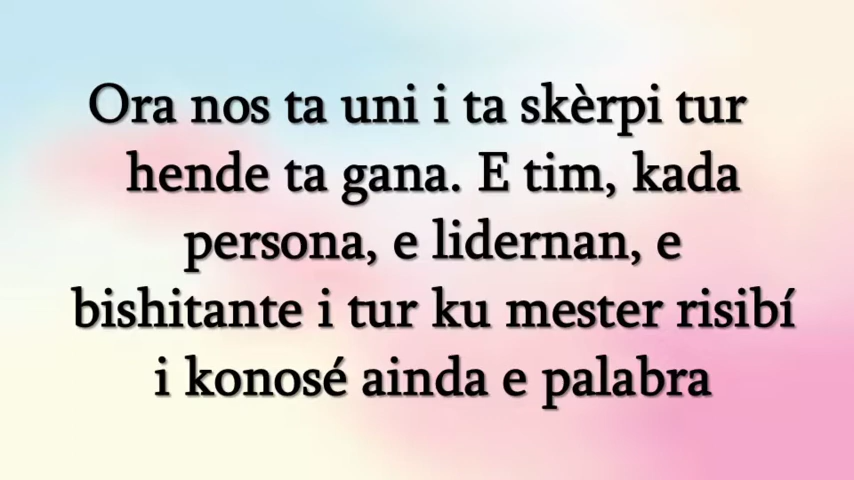 Ora nos ta uni i ta skèrpi tur
hende ta gana. E tim, kada
persona, e lidernan, e
bishitante i tur ku mester risibí
i konosé ainda e palabra